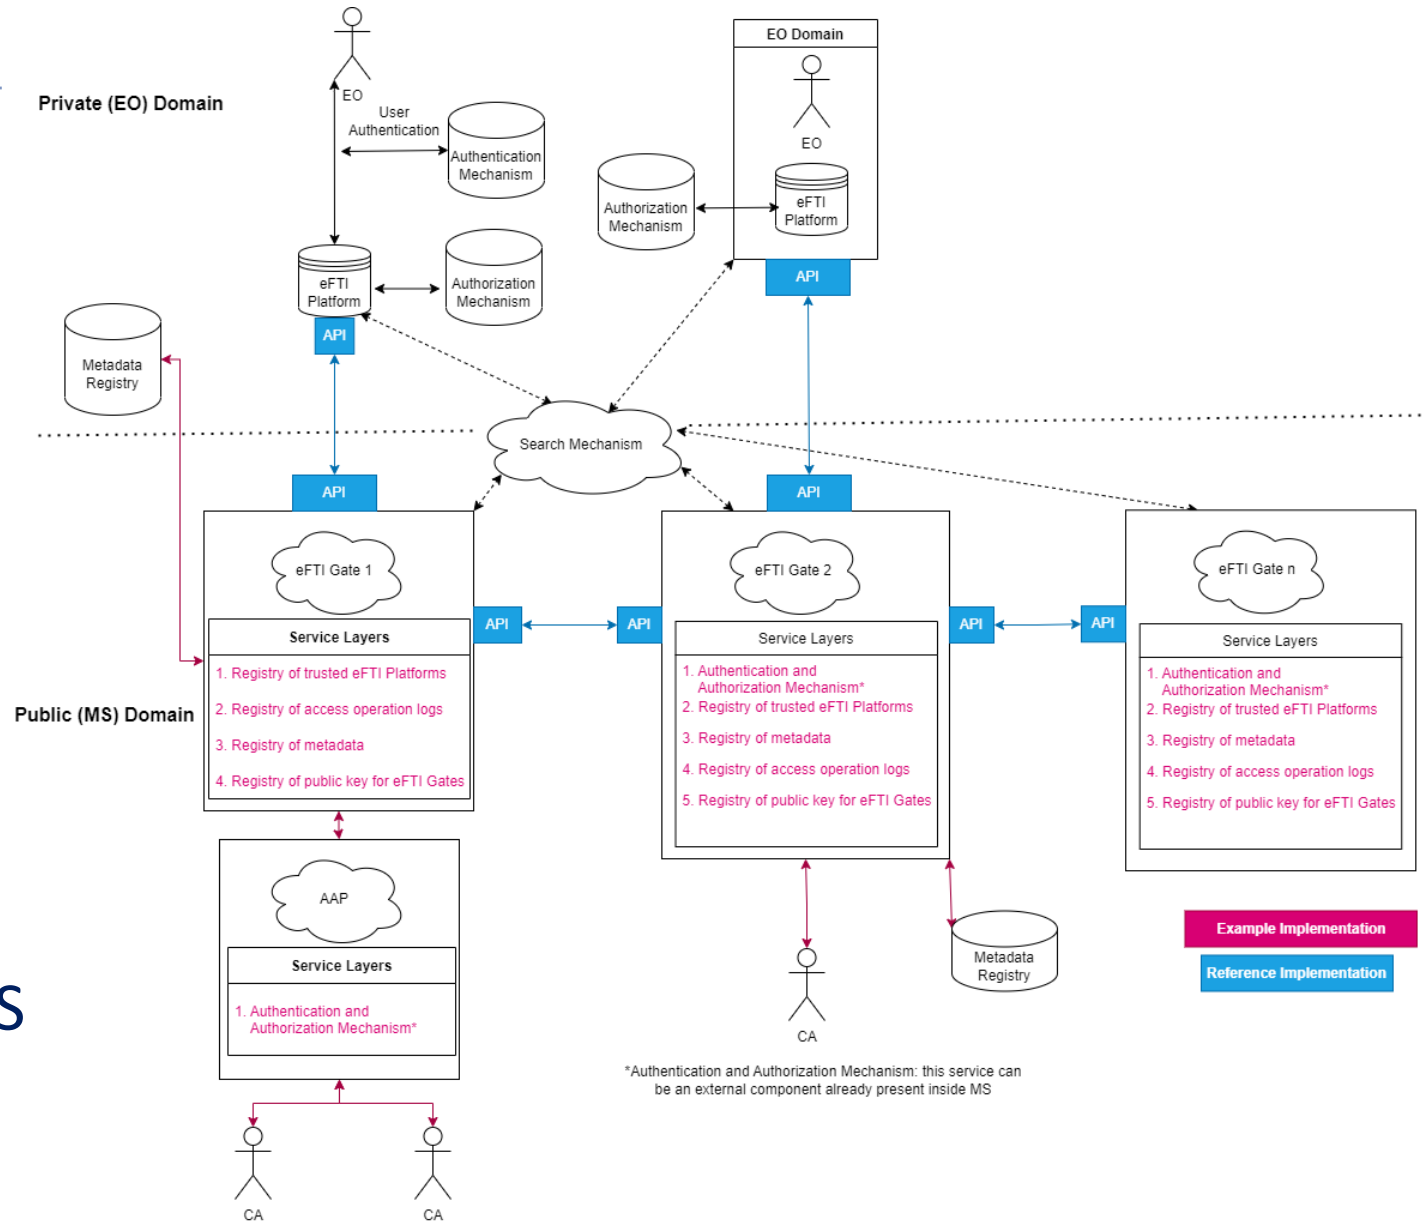 EO Domain
Private (EO) Domain
EO
User
Authentication
Authentication
Mechanism
EO
Authorization
Mechanism
eFTI
Platform
eFTI
Platform
Authorization
Mechanism
API
API
Metadata
Registry
Search Mechanism
API
API
eFTI Gate 1
eFTI Gate 2
eFTI Gate n
API
API
API
API
Service Layers
1. Registry of trusted eFTI Platforms
2. Registry of access operation logs
3. Registry of metadata
4. Registry of public key for eFTI Gates
Service Layers
1. Authentication and
Authorization Mechanism*
2. Registry of trusted eFTI Platforms
3. Registry of metadata
4. Registry of access operation logs
5. Registry of public key for eFTI Gates
Service Layers
1. Authentication and
Authorization Mechanism*
2. Registry of trusted eFTI Platforms
3. Registry of metadata
4. Registry of access operation logs
5. Registry of public key for eFTI Gates
Public (MS) Domain
AAP
Service Layers
1. Authentication and
Authorization Mechanism*
S
CA
CA
CA
Metadata
Registry
Example Implementation
Reference Implementation
*Authentication and Authorization Mechanism: this service can
be an external component already present inside MS